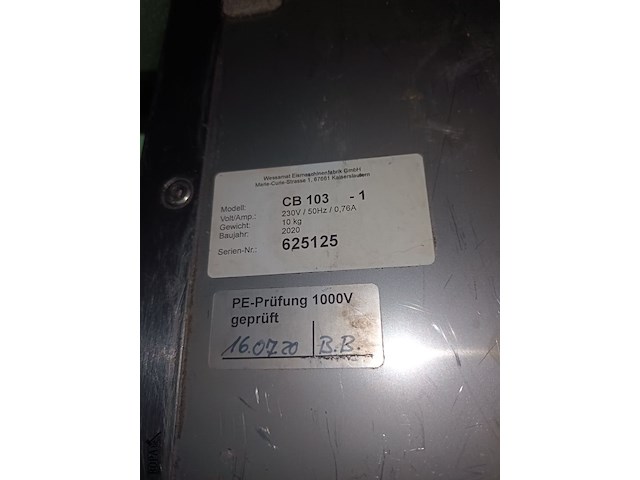 Wessamat Eismaschinenfabrik GmbH
Marie-Curie-Strasse 1, 67661 Kaiserslautern
Modell: CB 103 - 1
Volt/Amp.: 230V / 50Hz / 0,76A
Gewicht: 10 kg
Baujahr: 2020
Serien-Nr.: 625125
PE-Prüfung 1000V
geprüft
16.07.20 B.B.